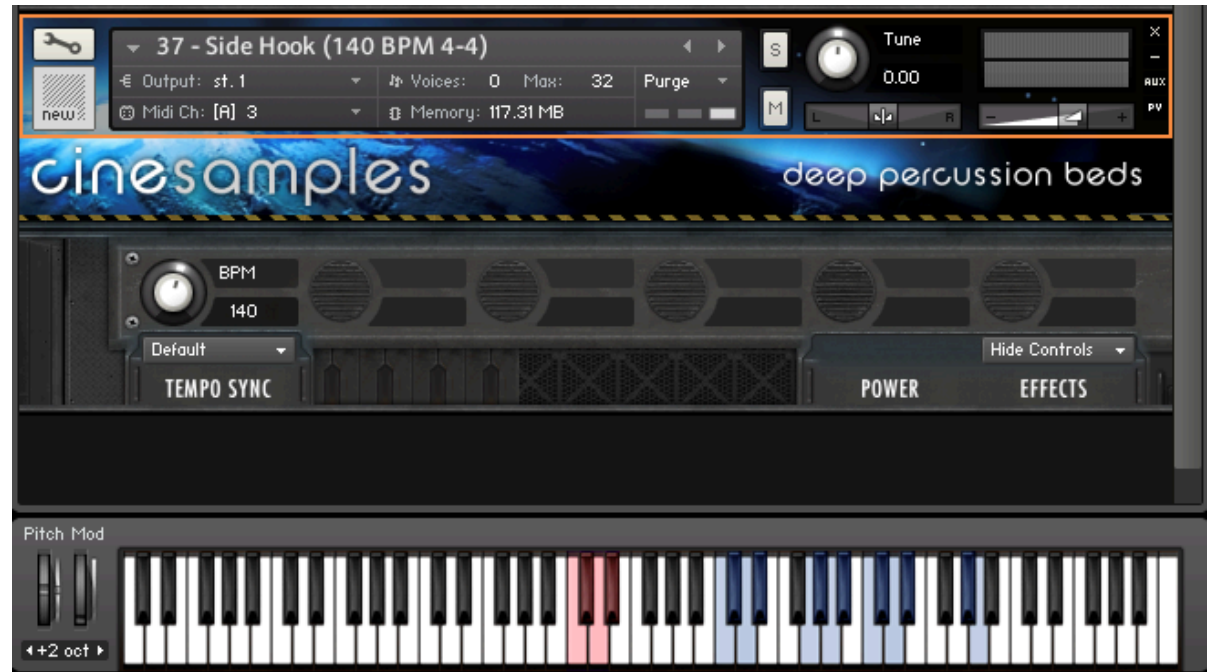 37 - Side Hook (140 BPM 4-4)
S
Tune
×
Output: st. 1
Voices: 0 Max: 32
Purge
0.00
AUX
new
Midi Ch: [A] 3
Memory: 117.31 MB
M
L
R
-
+
PV
cinesamples
deep percussion beds
BPM
140
Default
Hide Controls
TEMPO SYNC
POWER
EFFECTS
Pitch Mod
+2 oct